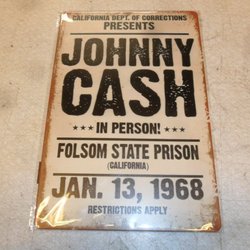 CALIFORNIA DEPT. OF CORRECTIONS
PRESENTS
JOHNNY
CASH
★★★ IN PERSON! ★★★
FOLSOM STATE PRISON
(CALIFORNIA)
JAN. 13, 1968
RESTRICTIONS APPLY